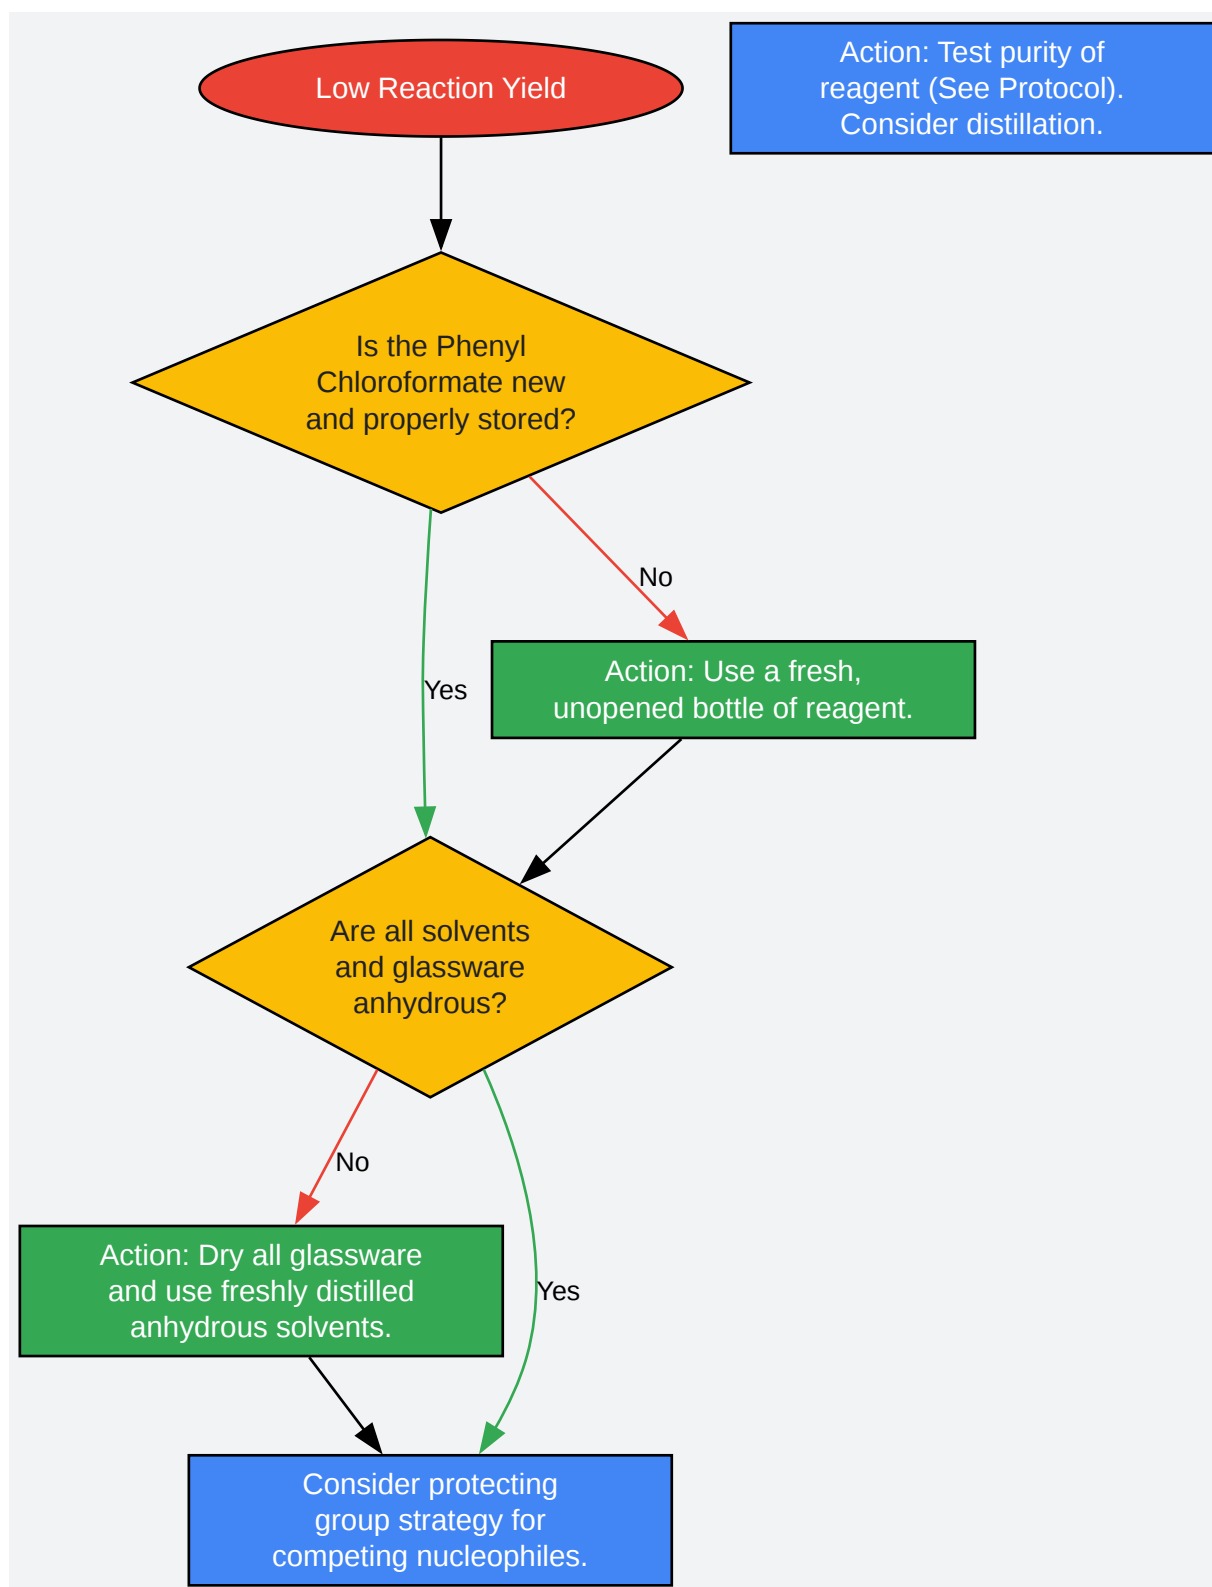 Low Reaction Yield
Action: Test purity of
reagent (See Protocol).
Consider distillation.
Is the Phenyl
Chloroformate new
and properly stored?
No
Action: Use a fresh,
unopened bottle of reagent.
Yes
Are all solvents
and glassware
anhydrous?
No
Action: Dry all glassware
and use freshly distilled
anhydrous solvents.
Yes
Consider protecting
group strategy for
competing nucleophiles.